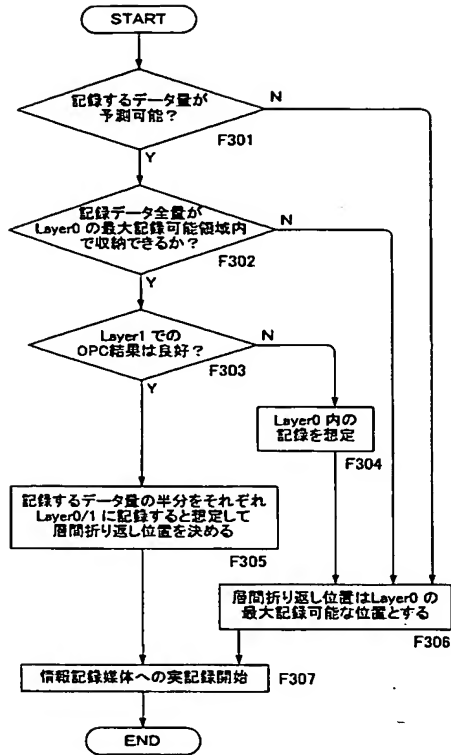 START
記録するデータ量が
予測可能？
N
F301
Y
記録データ全量が
Layer0 の最大記録可能領域内
で収納できるか？
N
F302
Y
Layer1 での
OPC結果は良好？
N
F303
Y
Layer0 内の
記録を想定
F304
記録するデータ量の半分をそれぞれ
Layer0/1 に記録すると想定して
層間折り返し位置を決める
F305
層間折り返し位置はLayer0 の
最大記録可能な位置とする
F306
情報記録媒体への実記録開始
F307
END